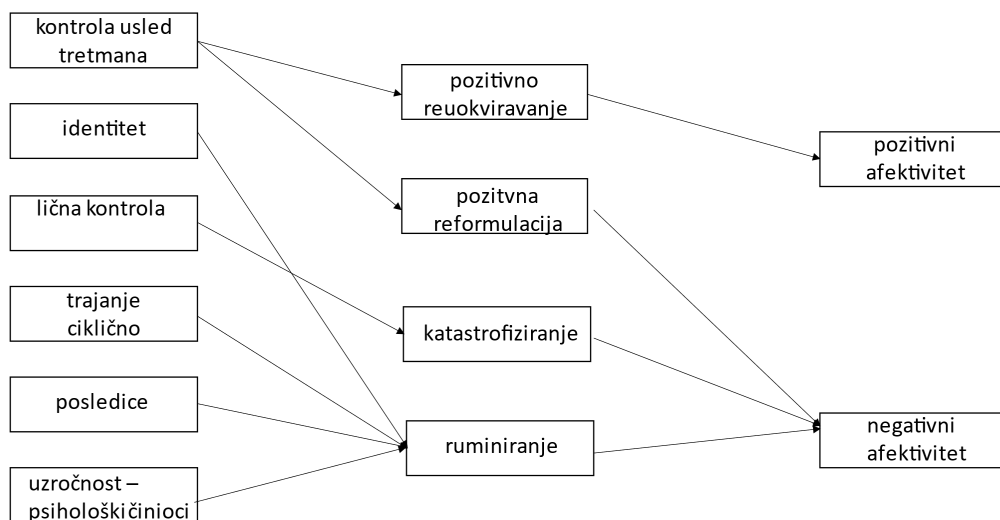 kontrola usled
tretmana
identitet
lična kontrola
trajanje
ciklično
posledice
uzročnost –
psihološki činioci
pozitivno
reuokviravanje
pozitvna
reformulacija
katastrofiziranje
ruminiranje
pozitivni
afektivitet
negativni
afektivitet